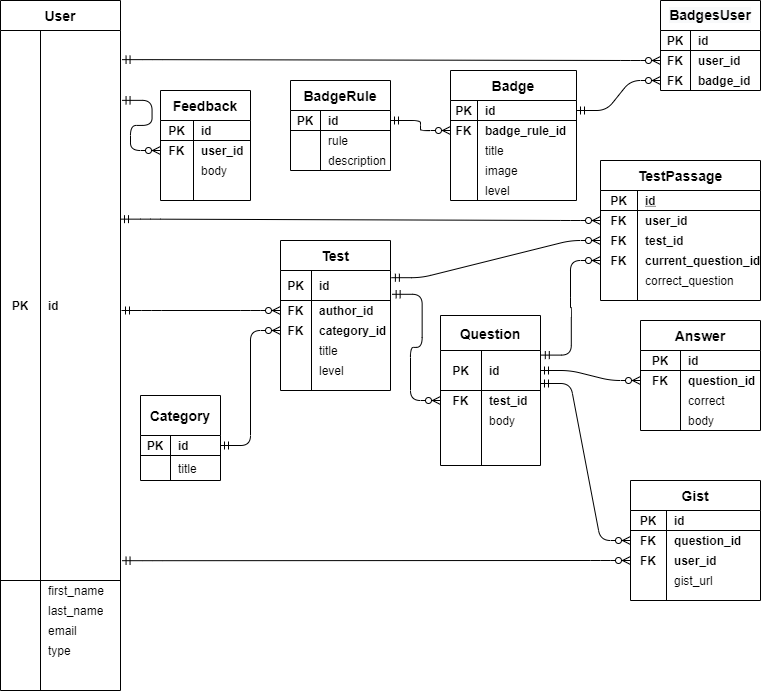 User
PK id
first_name
last_name
email
type
BadgesUser
PK id
FK user_id
FK badge_id
Feedback
PK id
FK user_id
body
BadgeRule
PK id
rule
description
Badge
PK id
FK badge_rule_id
title
image
level
TestPassage
PK id
FK user_id
FK test_id
FK current_question_id
correct_question
Test
PK id
FK author_id
FK category_id
title
level
Question
PK id
FK test_id
body
Answer
PK id
FK question_id
correct
body
Category
PK id
title
Gist
PK id
FK question_id
FK user_id
gist_url